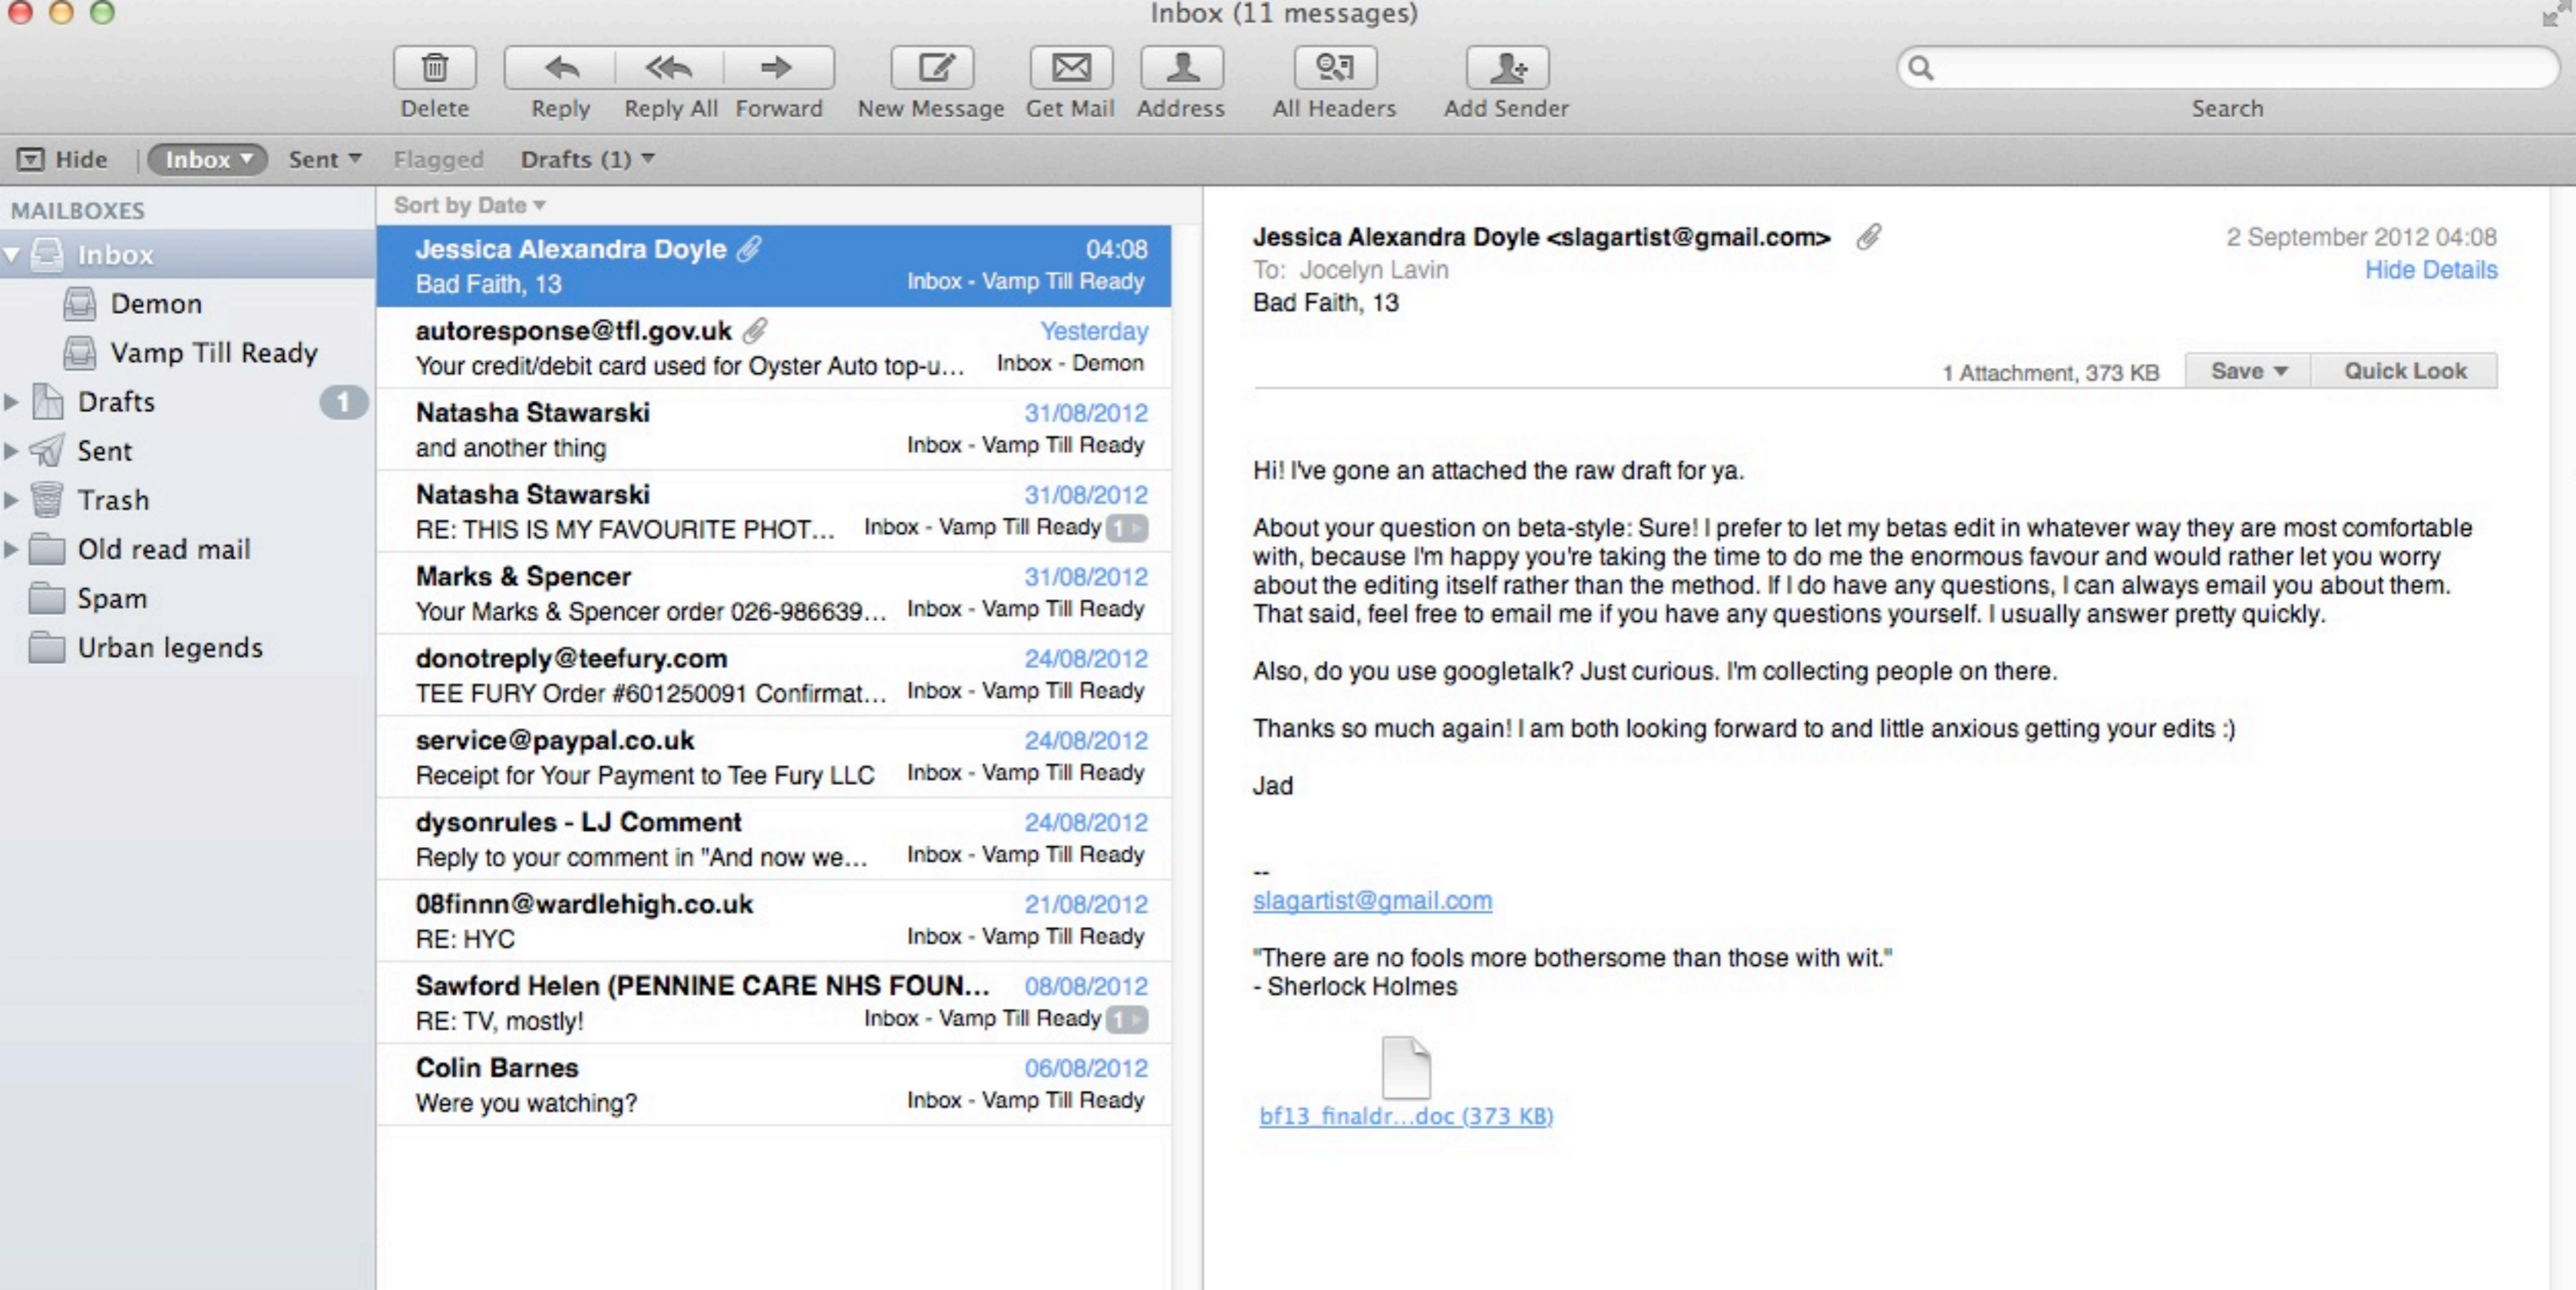 Inbox (11 messages)
Delete
Reply
Reply All
Forward
New Message
Get Mail
Address
All Headers
Add Sender
Search
Hide
Inbox
Sent
Flagged
Drafts (1)
MAILBOXES
Inbox
Demon
Vamp Till Ready
Drafts
1
Sent
Trash
Old read mail
Spam
Urban legends
Sort by Date
Jessica Alexandra Doyle 04:08
Bad Faith, 13 Inbox - Vamp Till Ready
autoresponse@tfl.gov.uk Yesterday
Your credit/debit card used for Oyster Auto top-u... Inbox - Demon
Natasha Stawarski 31/08/2012
and another thing Inbox - Vamp Till Ready
Natasha Stawarski 31/08/2012
RE: THIS IS MY FAVOURITE PHOT... Inbox - Vamp Till Ready 1
Marks & Spencer 31/08/2012
Your Marks & Spencer order 026-986639... Inbox - Vamp Till Ready
donotreply@teefury.com 24/08/2012
TEE FURY Order #601250091 Confirmat... Inbox - Vamp Till Ready
service@paypal.co.uk 24/08/2012
Receipt for Your Payment to Tee Fury LLC Inbox - Vamp Till Ready
dysonrules - LJ Comment 24/08/2012
Reply to your comment in "And now we... Inbox - Vamp Till Ready
08finnn@wardlehigh.co.uk 21/08/2012
RE: HYC Inbox - Vamp Till Ready
Sawford Helen (PENNINE CARE NHS FOUN... 08/08/2012
RE: TV, mostly! Inbox - Vamp Till Ready 1
Colin Barnes 06/08/2012
Were you watching? Inbox - Vamp Till Ready
Jessica Alexandra Doyle <slagartist@gmail.com> 2 September 2012 04:08
To: Jocelyn Lavin Hide Details
Bad Faith, 13
1 Attachment, 373 KB Save Quick Look
Hi! I've gone an attached the raw draft for ya.
About your question on beta-style: Sure! I prefer to let my betas edit in whatever way they are most comfortable
with, because I'm happy you're taking the time to do me the enormous favour and would rather let you worry
about the editing itself rather than the method. If I do have any questions, I can always email you about them.
That said, feel free to email me if you have any questions yourself. I usually answer pretty quickly.
Also, do you use googletalk? Just curious. I'm collecting people on there.
Thanks so much again! I am both looking forward to and little anxious getting your edits :)
Jad
--
slagartist@gmail.com
"There are no fools more bothersome than those with wit."
- Sherlock Holmes
bf13_finaldr...doc (373 KB)